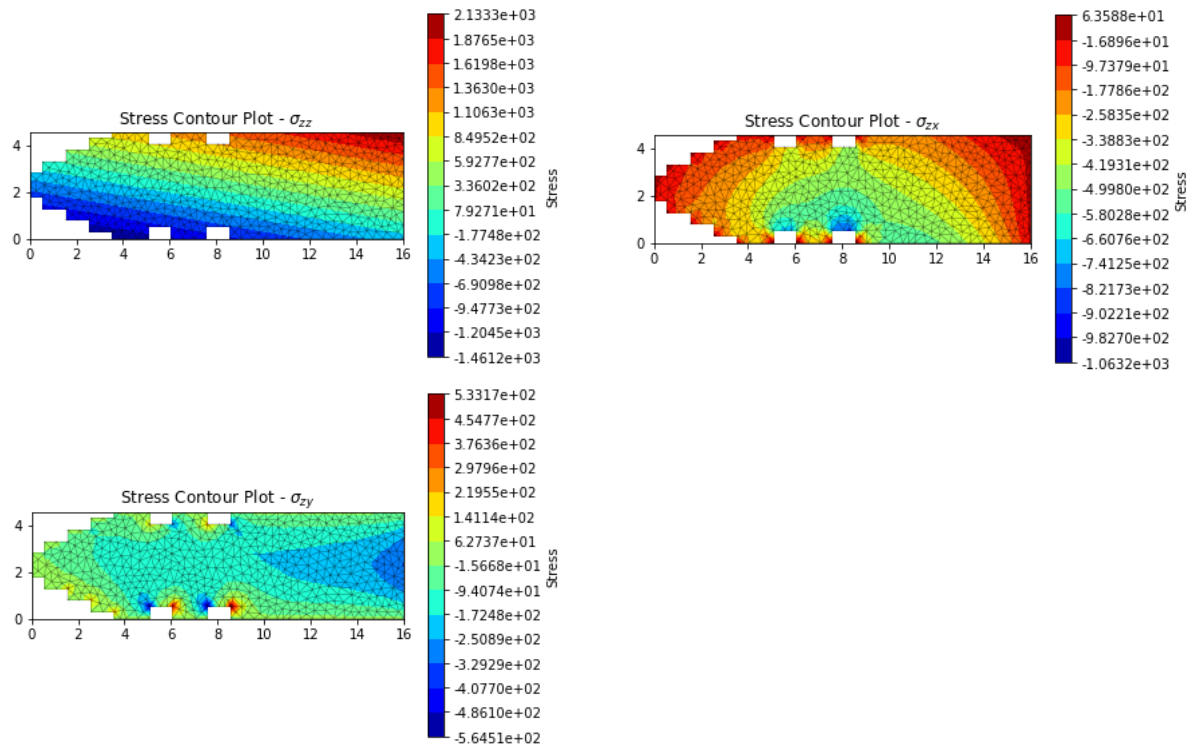 Stress Contour Plot - σzz
4
2
0
0 2 4 6 8 10 12 14 16
2.1333e+03
1.8765e+03
1.6198e+03
1.3630e+03
1.1063e+03
8.4952e+02
5.9277e+02
3.3602e+02
7.9271e+01
-1.7748e+02
-4.3423e+02
-6.9098e+02
-9.4773e+02
-1.2045e+03
-1.4612e+03
Stress
Stress Contour Plot - σzx
4
2
0
0 2 4 6 8 10 12 14 16
6.3588e+01
-1.6896e+01
-9.7379e+01
-1.7786e+02
-2.5835e+02
-3.3883e+02
-4.1931e+02
-4.9980e+02
-5.8028e+02
-6.6076e+02
-7.4125e+02
-8.2173e+02
-9.0221e+02
-9.8270e+02
-1.0632e+03
Stress
Stress Contour Plot - σzy
4
2
0
0 2 4 6 8 10 12 14 16
5.3317e+02
4.5477e+02
3.7636e+02
2.9796e+02
2.1955e+02
1.4114e+02
6.2737e+01
-1.5668e+01
-9.4074e+01
-1.7248e+02
-2.5089e+02
-3.2929e+02
-4.0770e+02
-4.8610e+02
-5.6451e+02
Stress